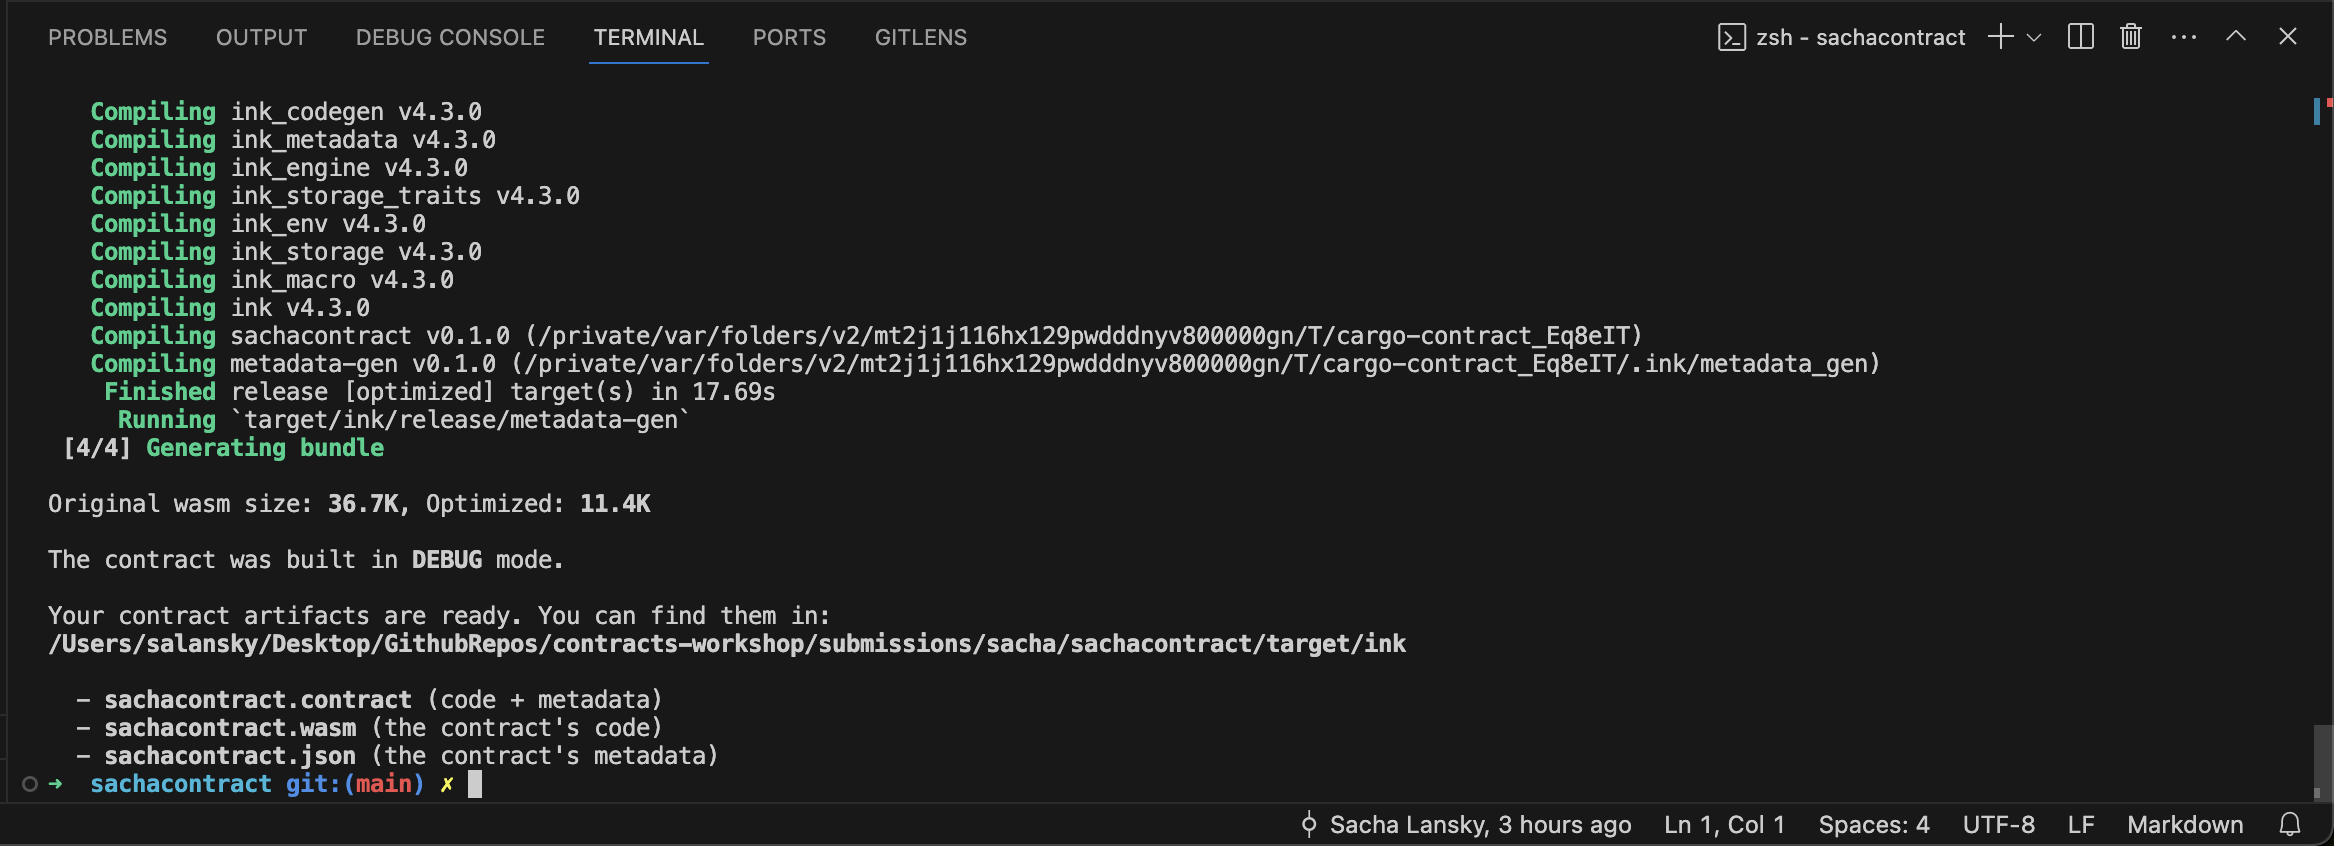 PROBLEMS OUTPUT DEBUG CONSOLE TERMINAL PORTS GITLENS zsh - sachacontract
Compiling ink_codegen v4.3.0
Compiling ink_metadata v4.3.0
Compiling ink_engine v4.3.0
Compiling ink_storage_traits v4.3.0
Compiling ink_env v4.3.0
Compiling ink_storage v4.3.0
Compiling ink_macro v4.3.0
Compiling ink v4.3.0
Compiling sachacontract v0.1.0 (/private/var/folders/v2/mt2j1j116hx129pwdddnyv800000gn/T/cargo-contract_Eq8eIT)
Compiling metadata-gen v0.1.0 (/private/var/folders/v2/mt2j1j116hx129pwdddnyv800000gn/T/cargo-contract_Eq8eIT/.ink/metadata_gen)
Finished release [optimized] target(s) in 17.69s
Running `target/ink/release/metadata-gen`
[4/4] Generating bundle
Original wasm size: 36.7K, Optimized: 11.4K
The contract was built in DEBUG mode.
Your contract artifacts are ready. You can find them in:
/Users/salansky/Desktop/GithubRepos/contracts-workshop/submissions/sacha/sachacontract/target/ink
- sachacontract.contract (code + metadata)
- sachacontract.wasm (the contract's code)
- sachacontract.json (the contract's metadata)
➜ sachacontract git:(main) ✗
Sacha Lansky, 3 hours ago Ln 1, Col 1 Spaces: 4 UTF-8 LF Markdown